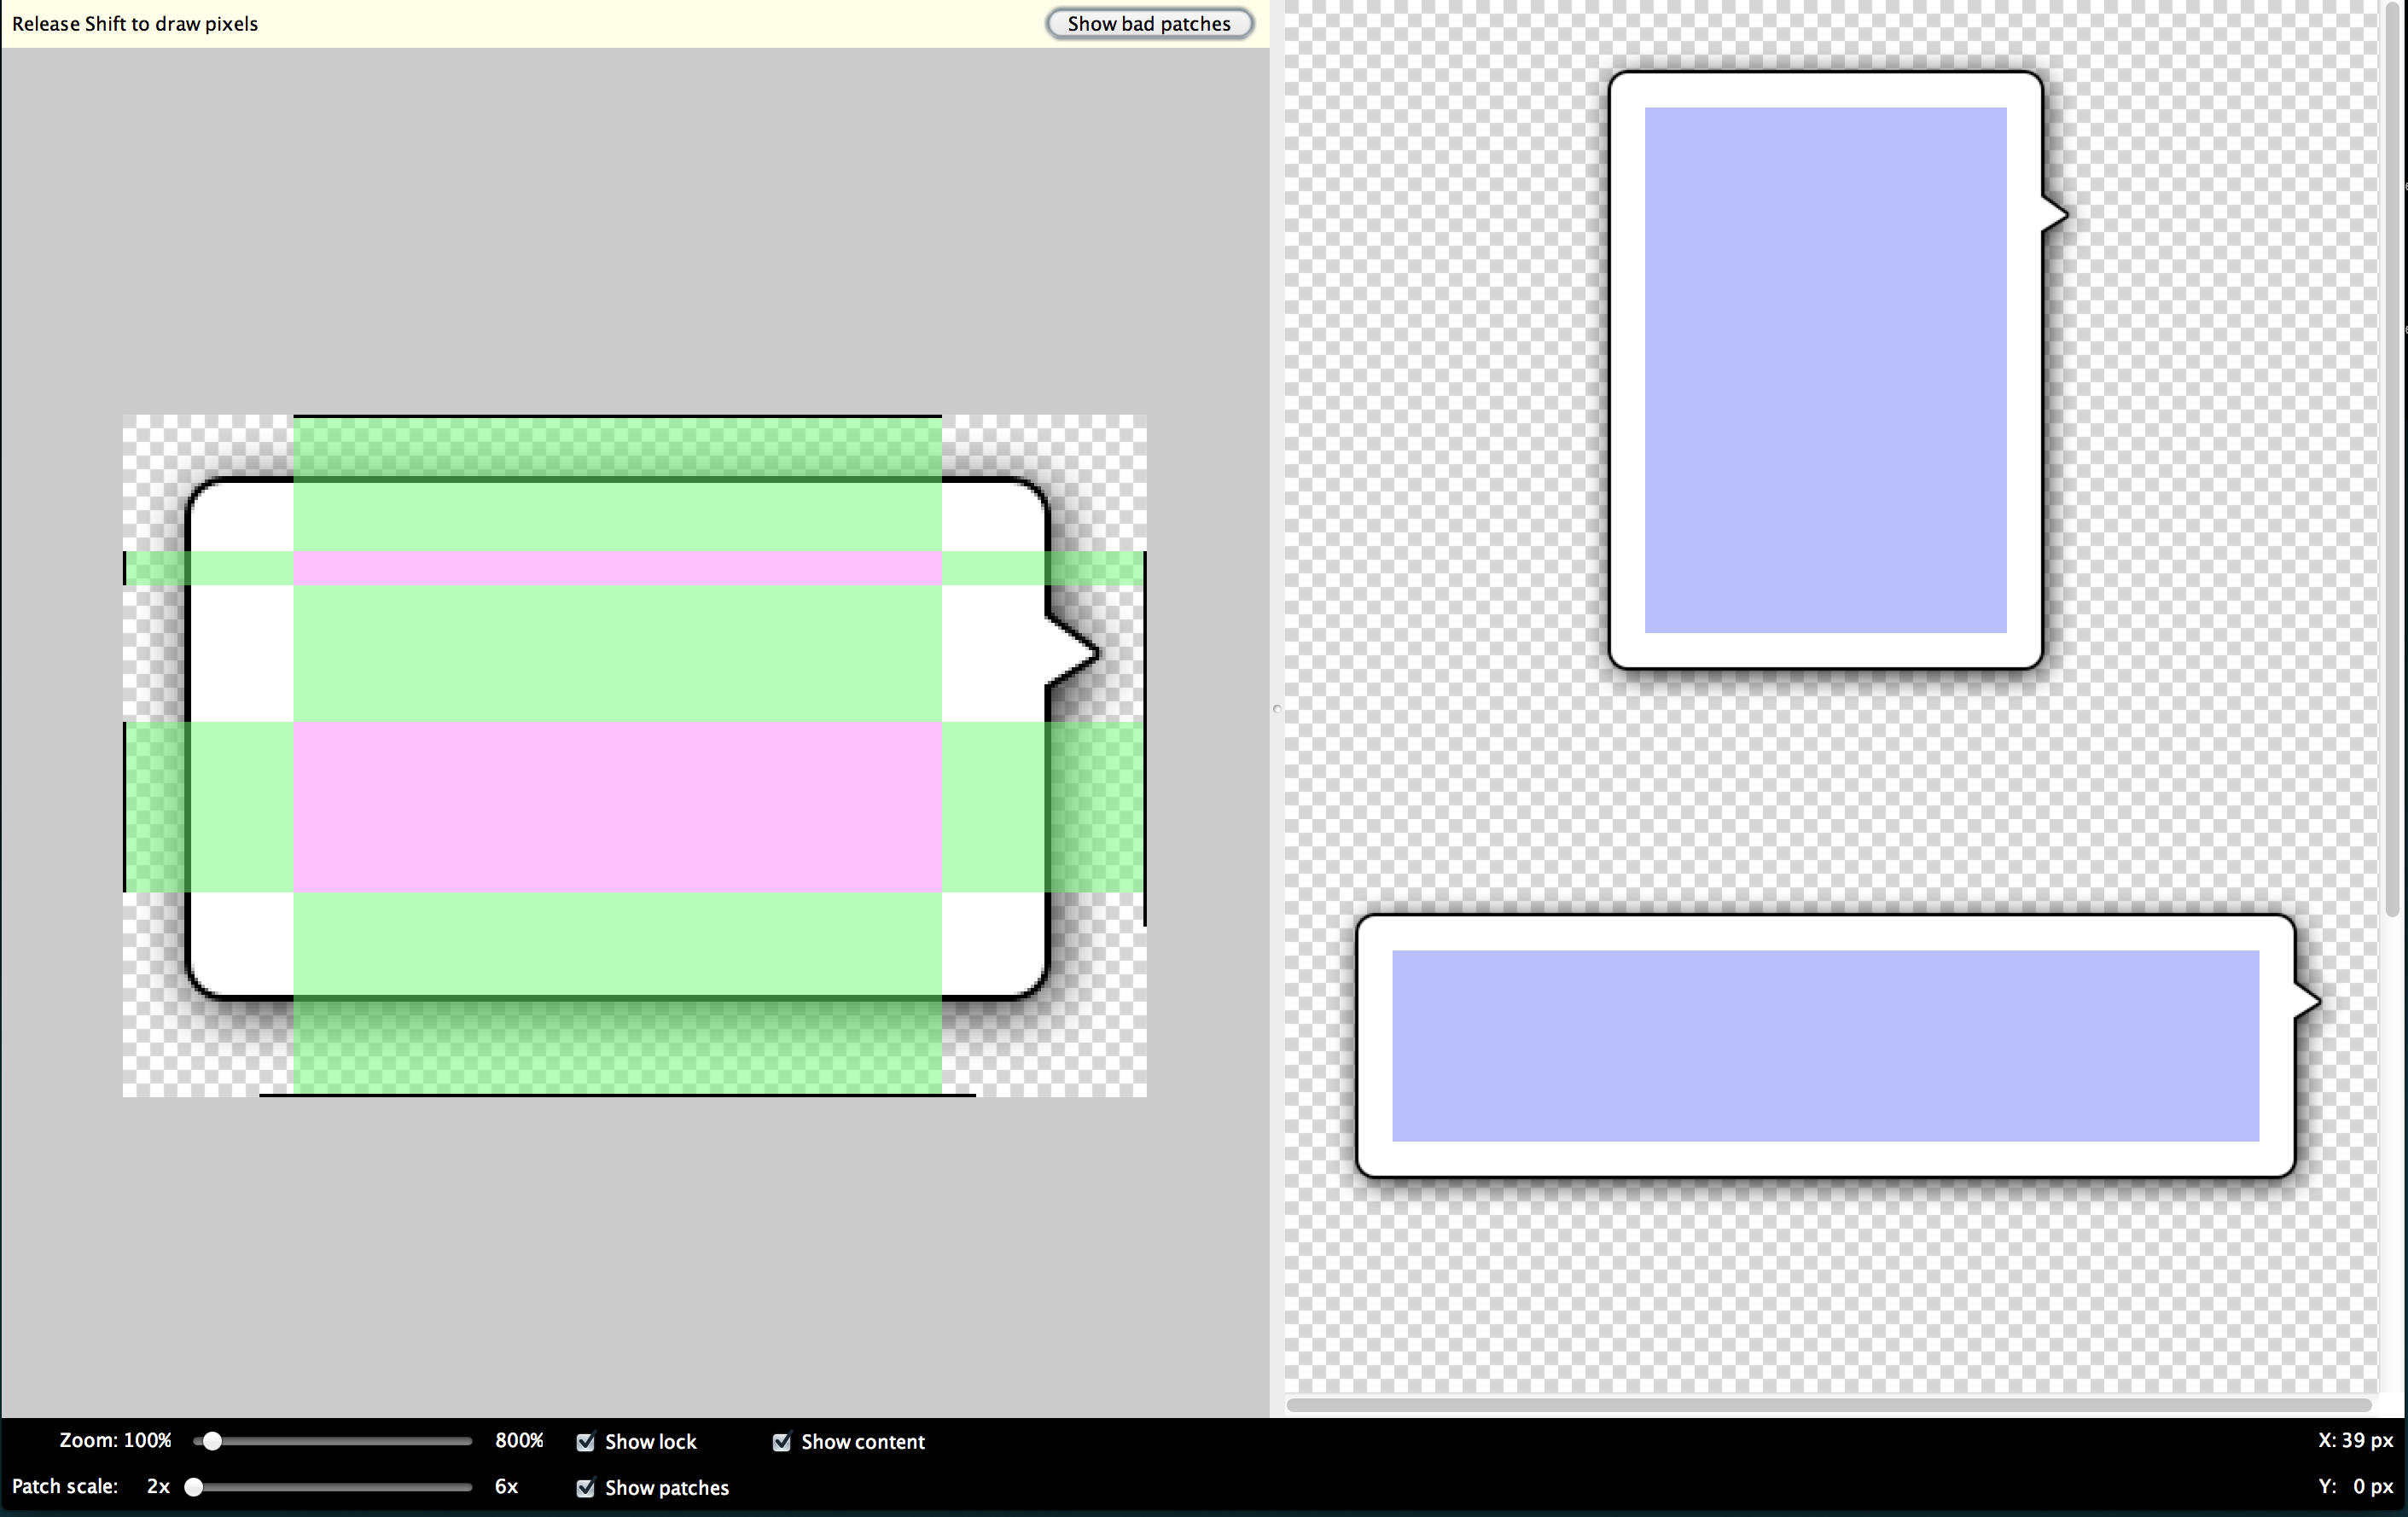 Release Shift to draw pixels
Show bad patches
Zoom: 100% 800% Show lock Show content X: 39 px
Patch scale: 2x 6x Show patches Y: 0 px